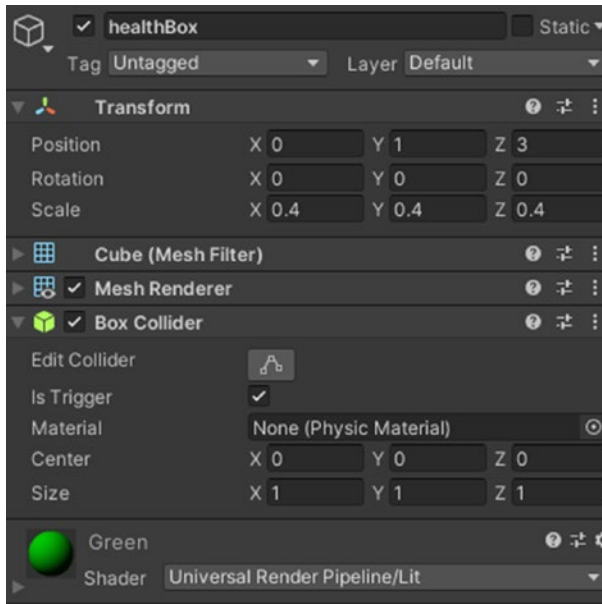 healthBox Static
Tag Untagged Layer Default
Transform
Position X 0 Y 1 Z 3
Rotation X 0 Y 0 Z 0
Scale X 0.4 Y 0.4 Z 0.4
Cube (Mesh Filter)
Mesh Renderer
Box Collider
Edit Collider
Is Trigger
Material None (Physic Material)
Center X 0 Y 0 Z 0
Size X 1 Y 1 Z 1
Green
Shader Universal Render Pipeline/Lit